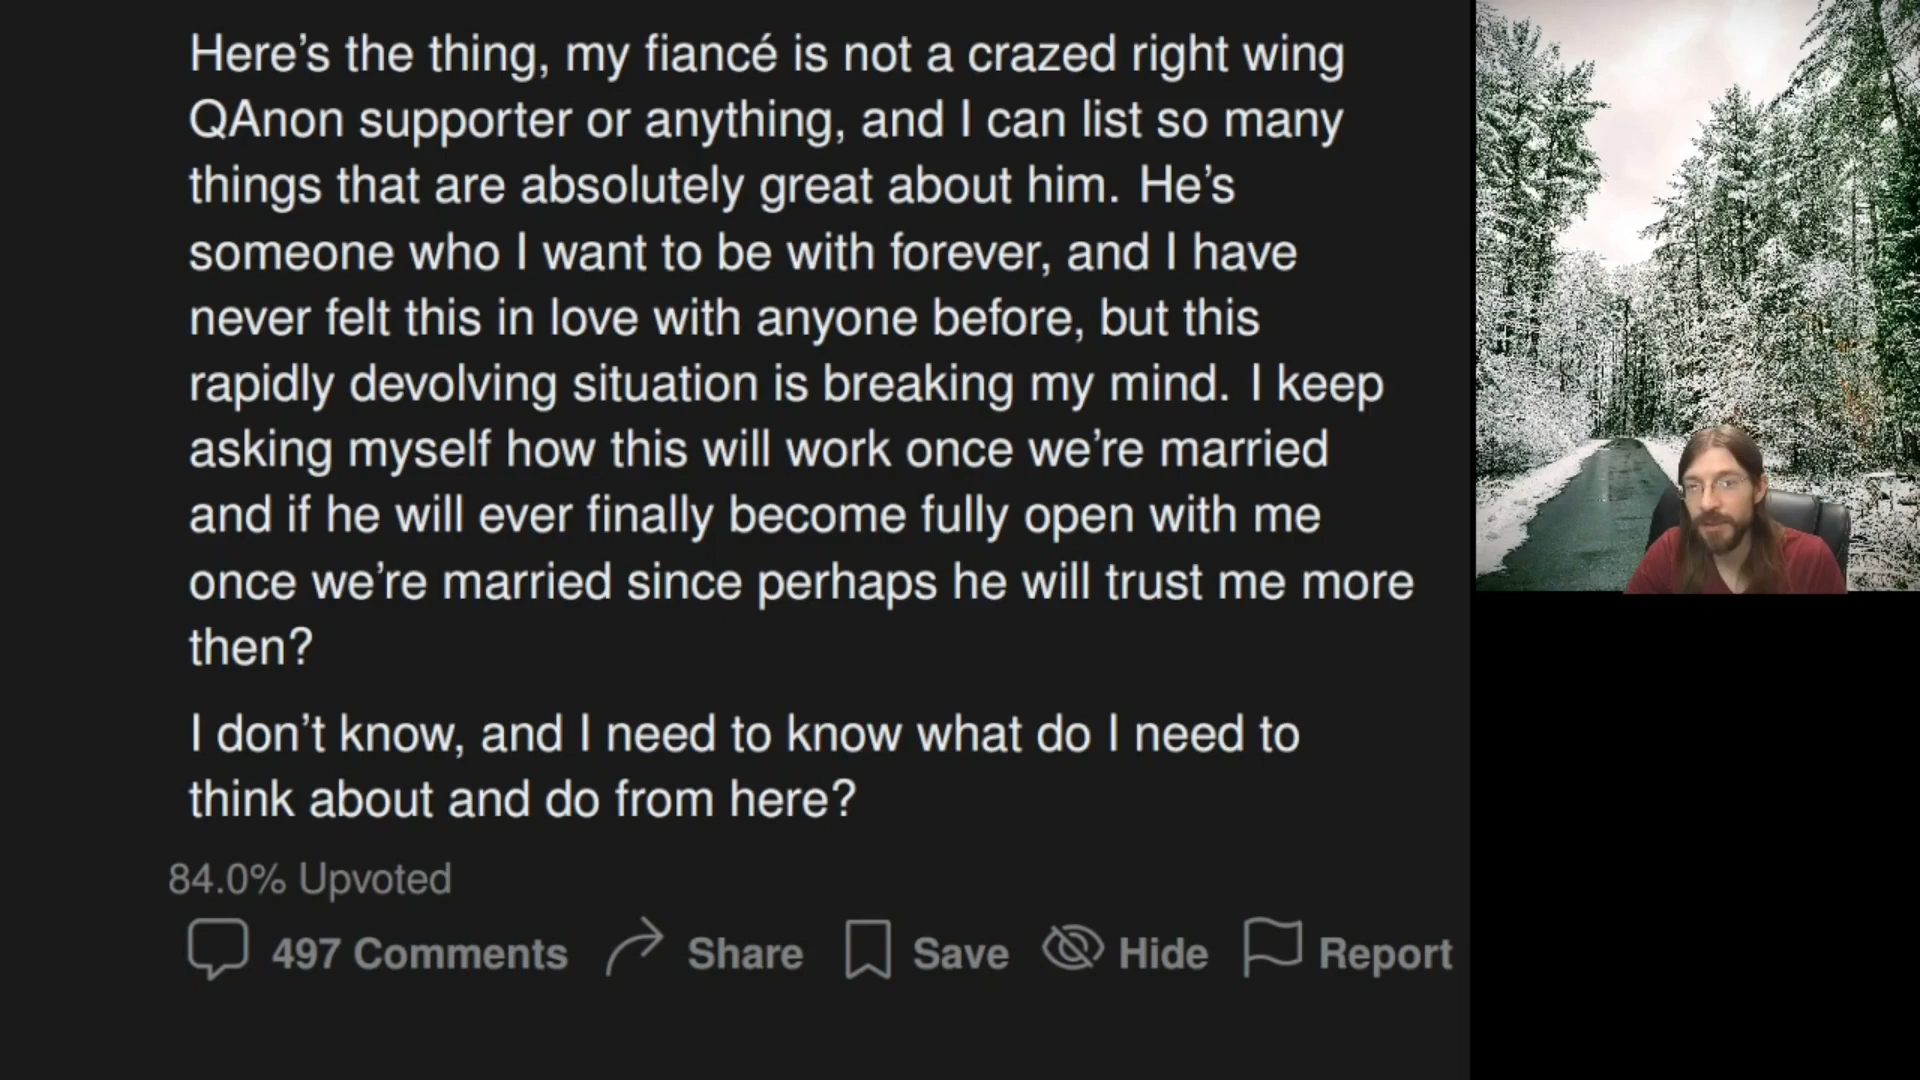 Here’s the thing, my fiancé is not a crazed right wing
QAnon supporter or anything, and I can list so many
things that are absolutely great about him. He’s
someone who I want to be with forever, and I have
never felt this in love with anyone before, but this
rapidly devolving situation is breaking my mind. I keep
asking myself how this will work once we’re married
and if he will ever finally become fully open with me
once we’re married since perhaps he will trust me more
then?
I don’t know, and I need to know what do I need to
think about and do from here?
84.0% Upvoted
497 Comments Share Save Hide Report